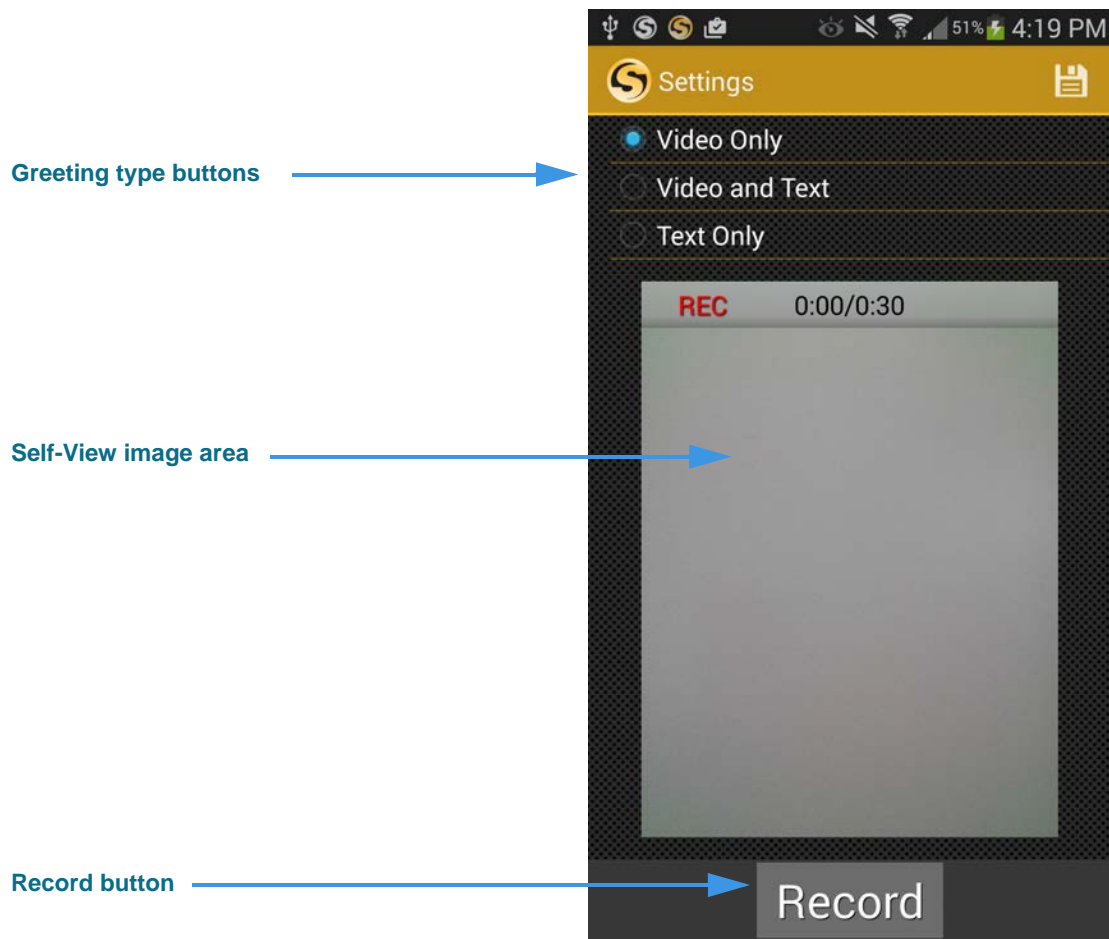 51% 4:19 PM
Settings
Video Only
Greeting type buttons
Video and Text
Text Only
REC 0:00/0:30
Self-View image area
Record button
Record